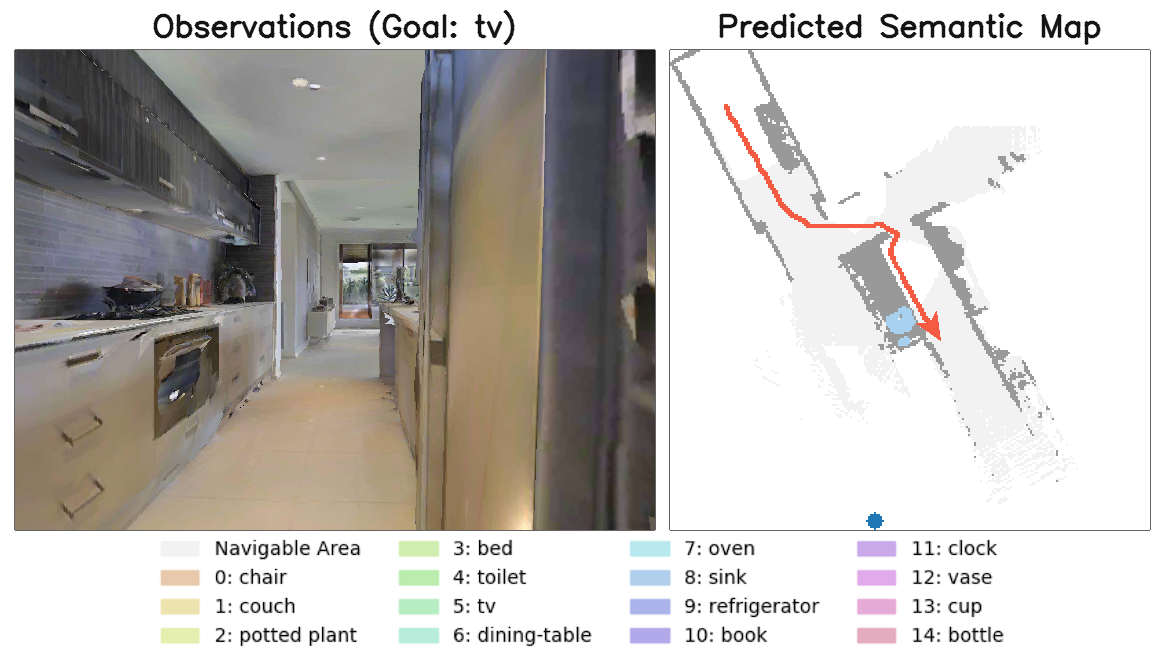 Observations (Goal: tv)
Predicted Semantic Map
Navigable Area
0: chair
1: couch
2: potted plant
3: bed
4: toilet
5: tv
6: dining-table
7: oven
8: sink
9: refrigerator
10: book
11: clock
12: vase
13: cup
14: bottle